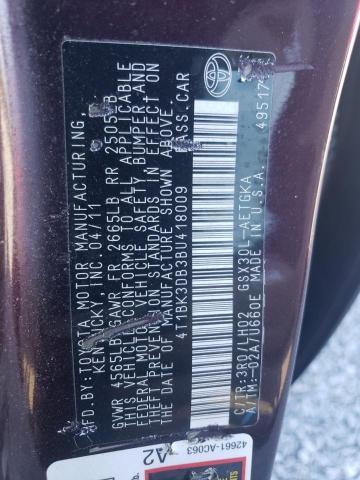 MFD.BY:TOYOTA MOTOR MANUFACTURING,
KENTUCKY, INC. 04/11
GVWR 4565LB GAWR FR 2665LB RR 2505LB
THIS VEHICLE CONFORMS TO ALL APPLICABLE
FEDERAL MOTOR VEHICLE SAFETY, BUMPER, AND
THEFT PREVENTION STANDARDS IN EFFECT ON
THE DATE OF MANUFACTURE SHOWN ABOVE.
4T1BK3DB3BU418009 PASS.CAR
TOYOTA
C/TR:3R0/LH02 GSX30L-AETGKA
A/TM:-02A/U660E MADE IN U.S.A.
49517
42661-AC063
A2